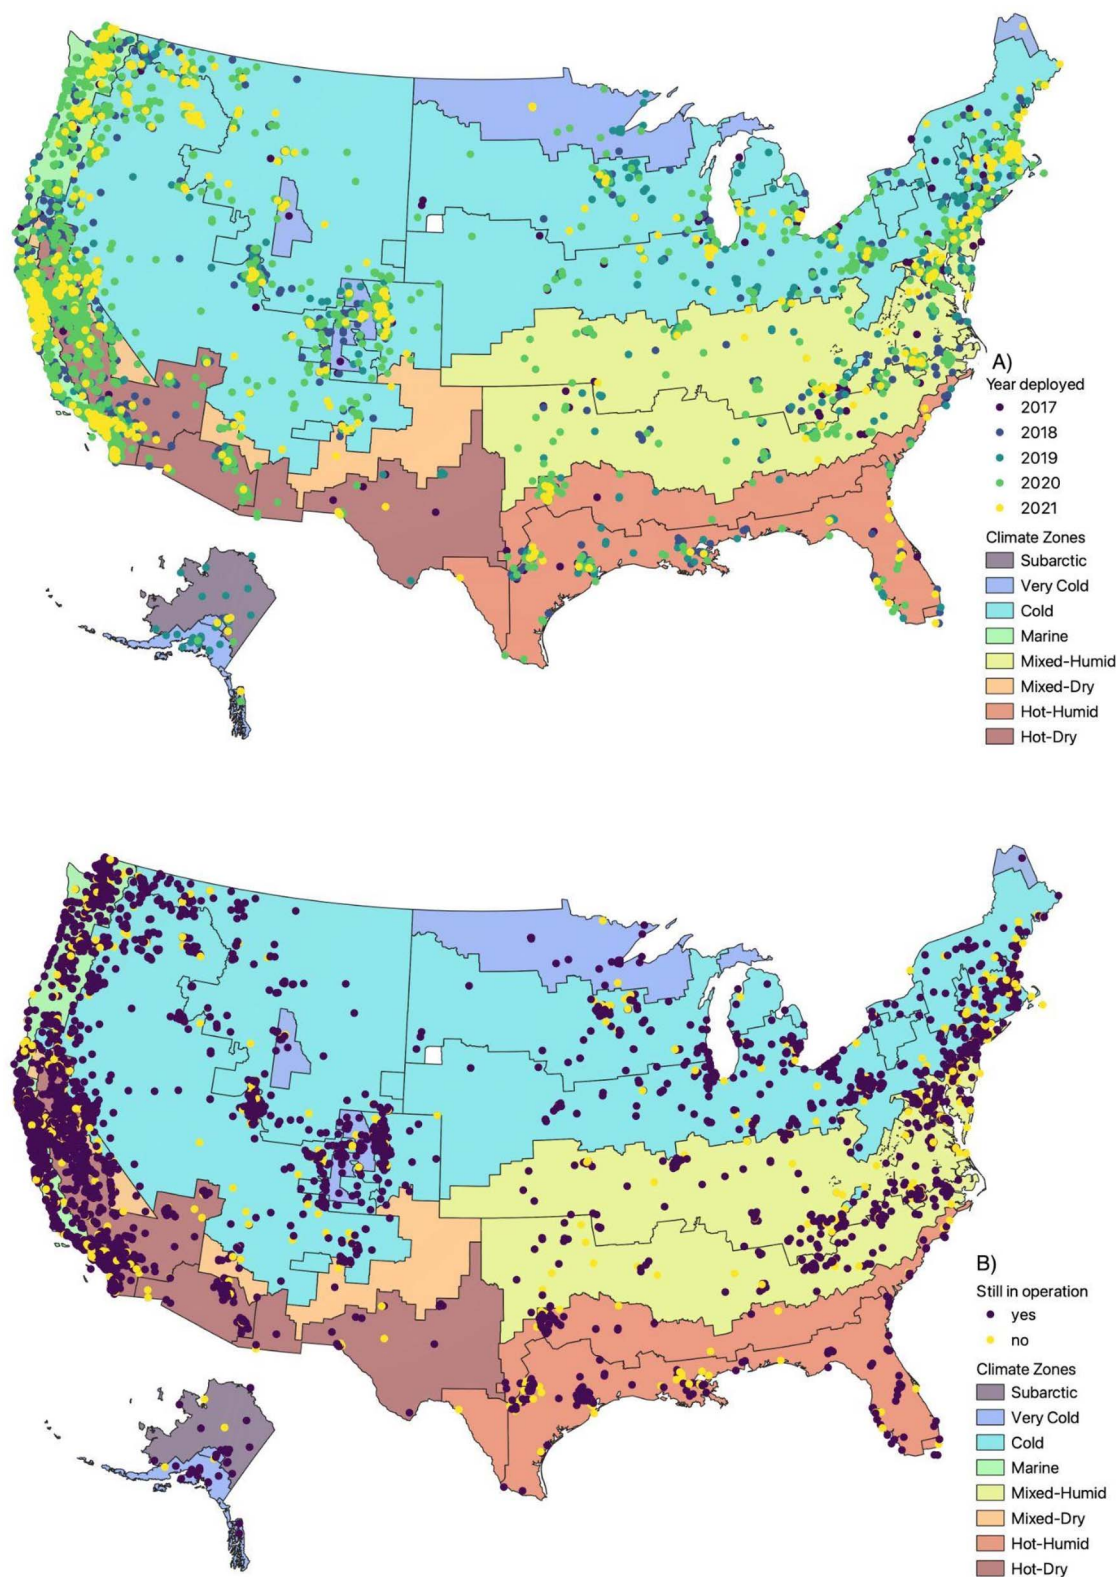 A)
Year deployed
2017
2018
2019
2020
2021
Climate Zones
Subarctic
Very Cold
Cold
Marine
Mixed-Humid
Mixed-Dry
Hot-Humid
Hot-Dry
B)
Still in operation
yes
no
Climate Zones
Subarctic
Very Cold
Cold
Marine
Mixed-Humid
Mixed-Dry
Hot-Humid
Hot-Dry